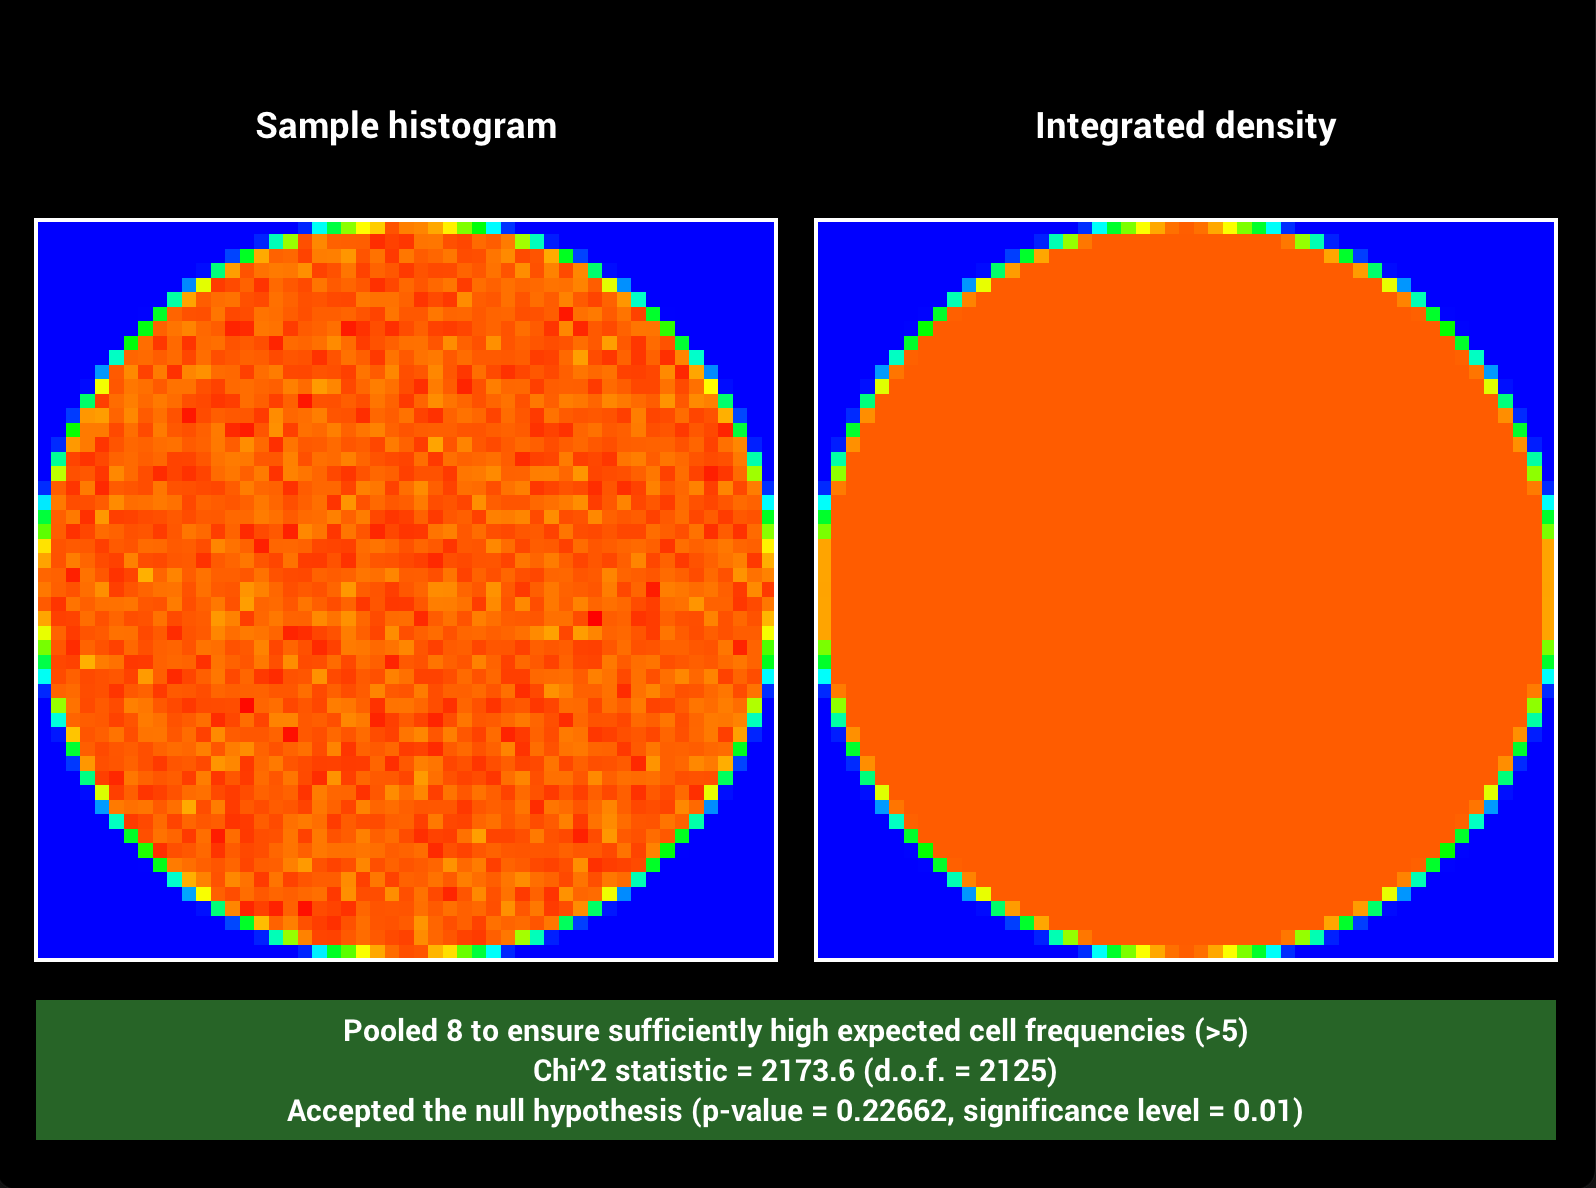 Sample histogram
Integrated density
Pooled 8 to ensure sufficiently high expected cell frequencies (>5)
Chi^2 statistic = 2173.6 (d.o.f. = 2125)
Accepted the null hypothesis (p-value = 0.22662, significance level = 0.01)